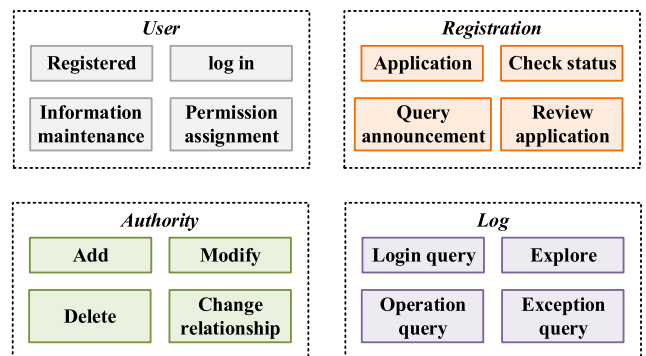 User
Registered
log in
Information
maintenance
Permission
assignment
Registration
Application
Check status
Query
announcement
Review
application
Authority
Add
Modify
Delete
Change
relationship
Log
Login query
Explore
Operation
query
Exception
query